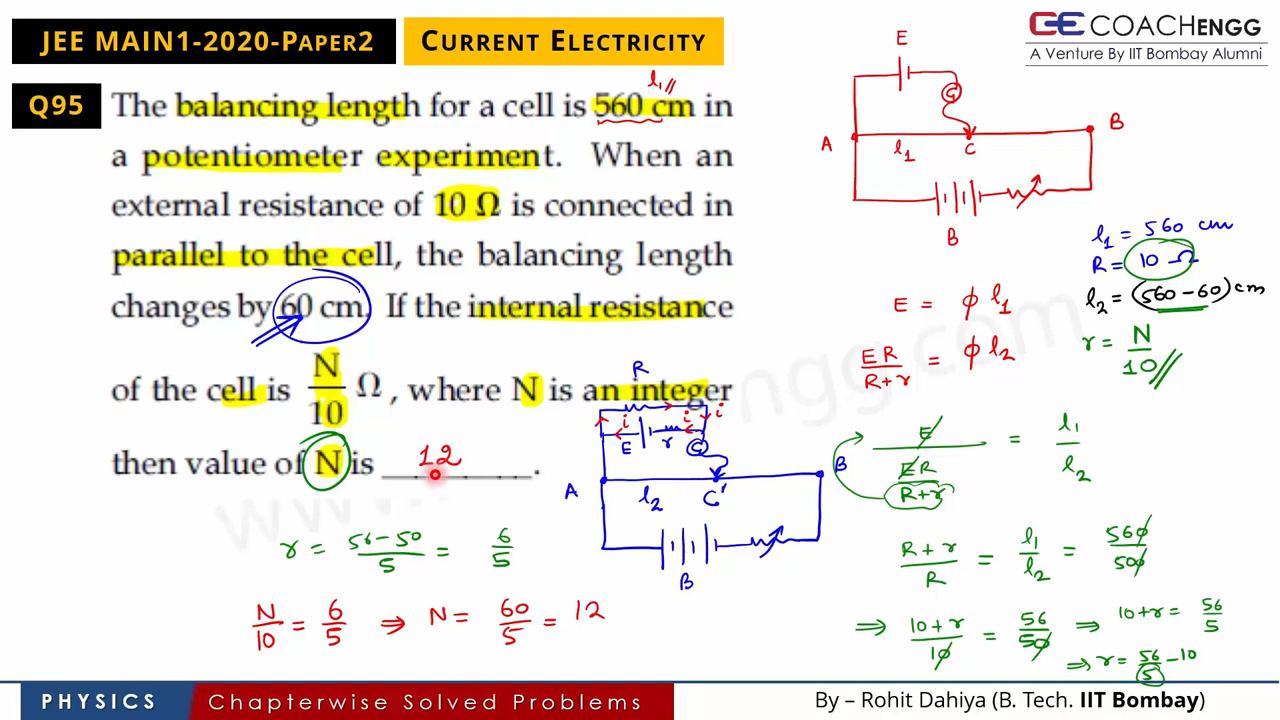 JEE MAIN1-2020-PAPER2
CURRENT ELECTRICITY
CE COACHENGG
A Venture By IIT Bombay Alumni
Q95
l₁
The balancing length for a cell is 560 cm in
a potentiometer experiment. When an
external resistance of 10 Ω is connected in
parallel to the cell, the balancing length
changes by 60 cm. If the internal resistance
of the cell is N/10 Ω, where N is an integer
then value of N is 12.
r = (56-50)/5 = 6/5
N/10 = 6/5 ⇒ N = 60/5 = 12
E
G
A
l₁
C
B
B
R
i
i
i
i
E
r
G
A
l₂
C'
B
B
l₁ = 560 cm
R = 10 Ω
l₂ = (560-60) cm
r = N/10
E = ϕ l₁
ER/(R+r) = ϕ l₂
E/(ER/(R+r)) = l₁/l₂
(R+r)/R = l₁/l₂ = 560/500
⇒ (10+r)/10 = 56/50 ⇒ 10+r = 56/5
⇒ r = 56/5 - 10
PHYSICS
Chapterwise Solved Problems
By – Rohit Dahiya (B. Tech. IIT Bombay)